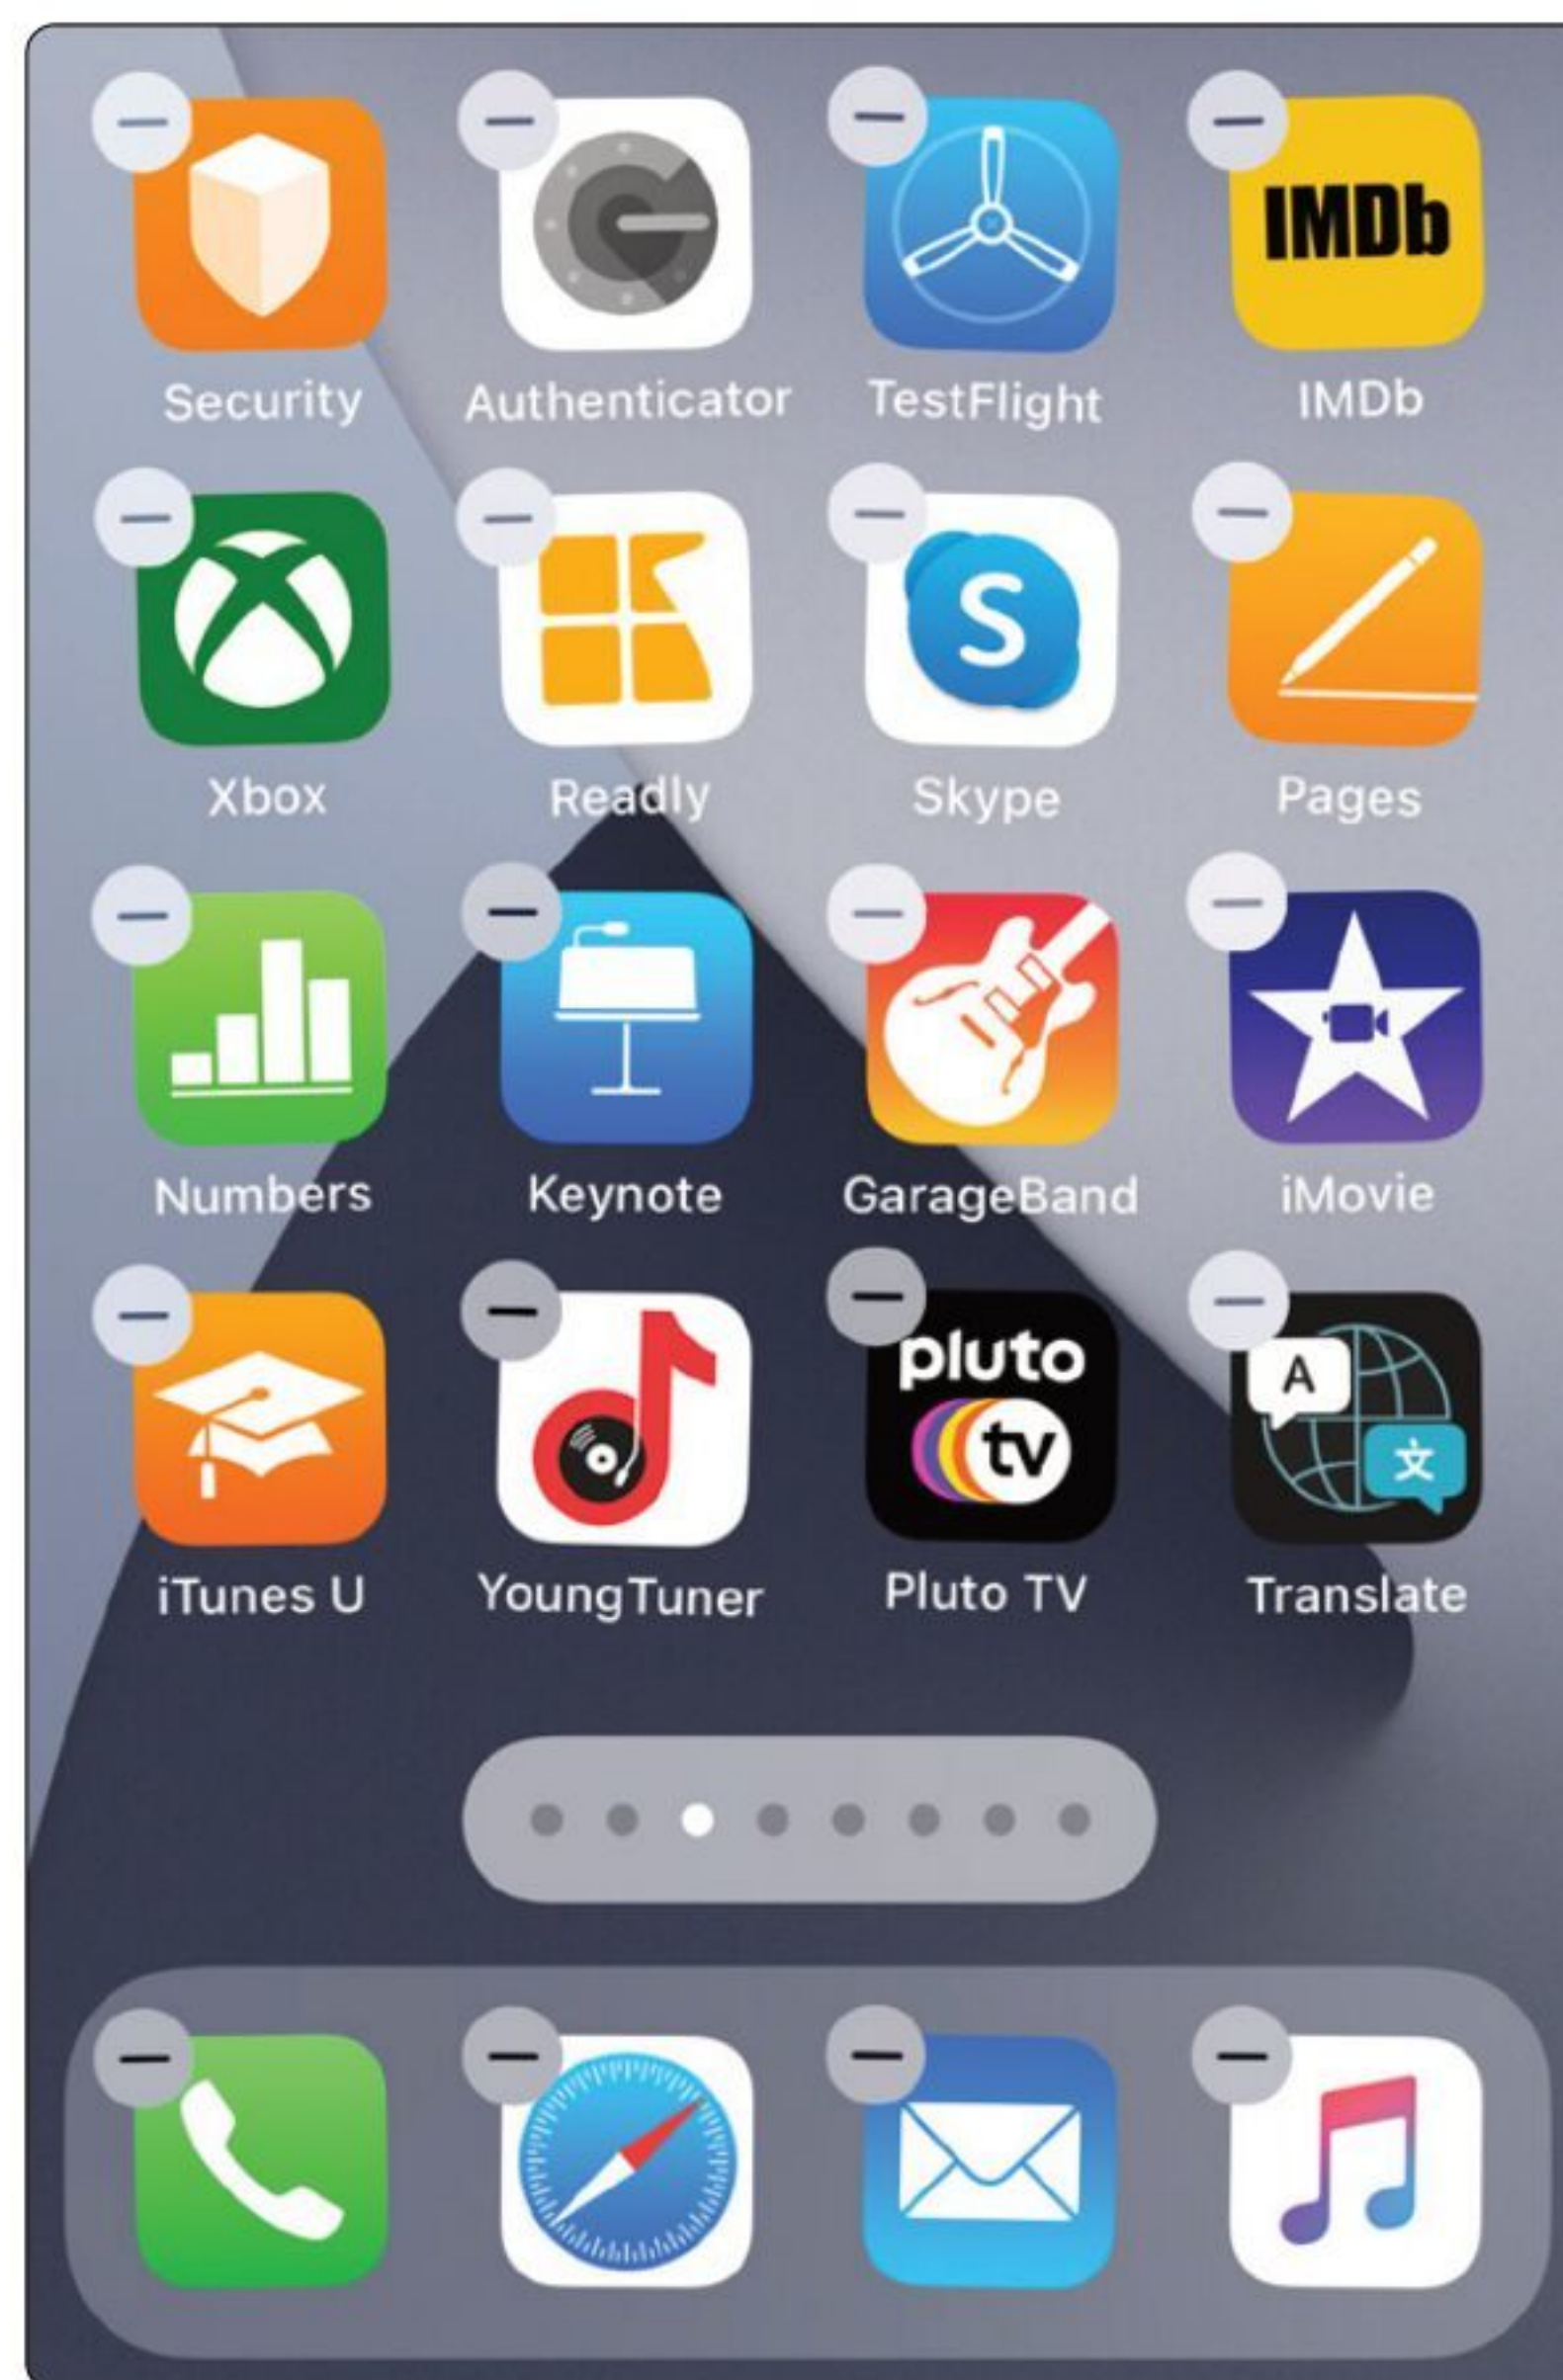 IMDb
Security Authenticator TestFlight IMDb
S
Xbox Readly Skype Pages
Numbers Keynote GarageBand iMovie
pluto
tv
A
文
iTunes U YoungTuner Pluto TV Translate